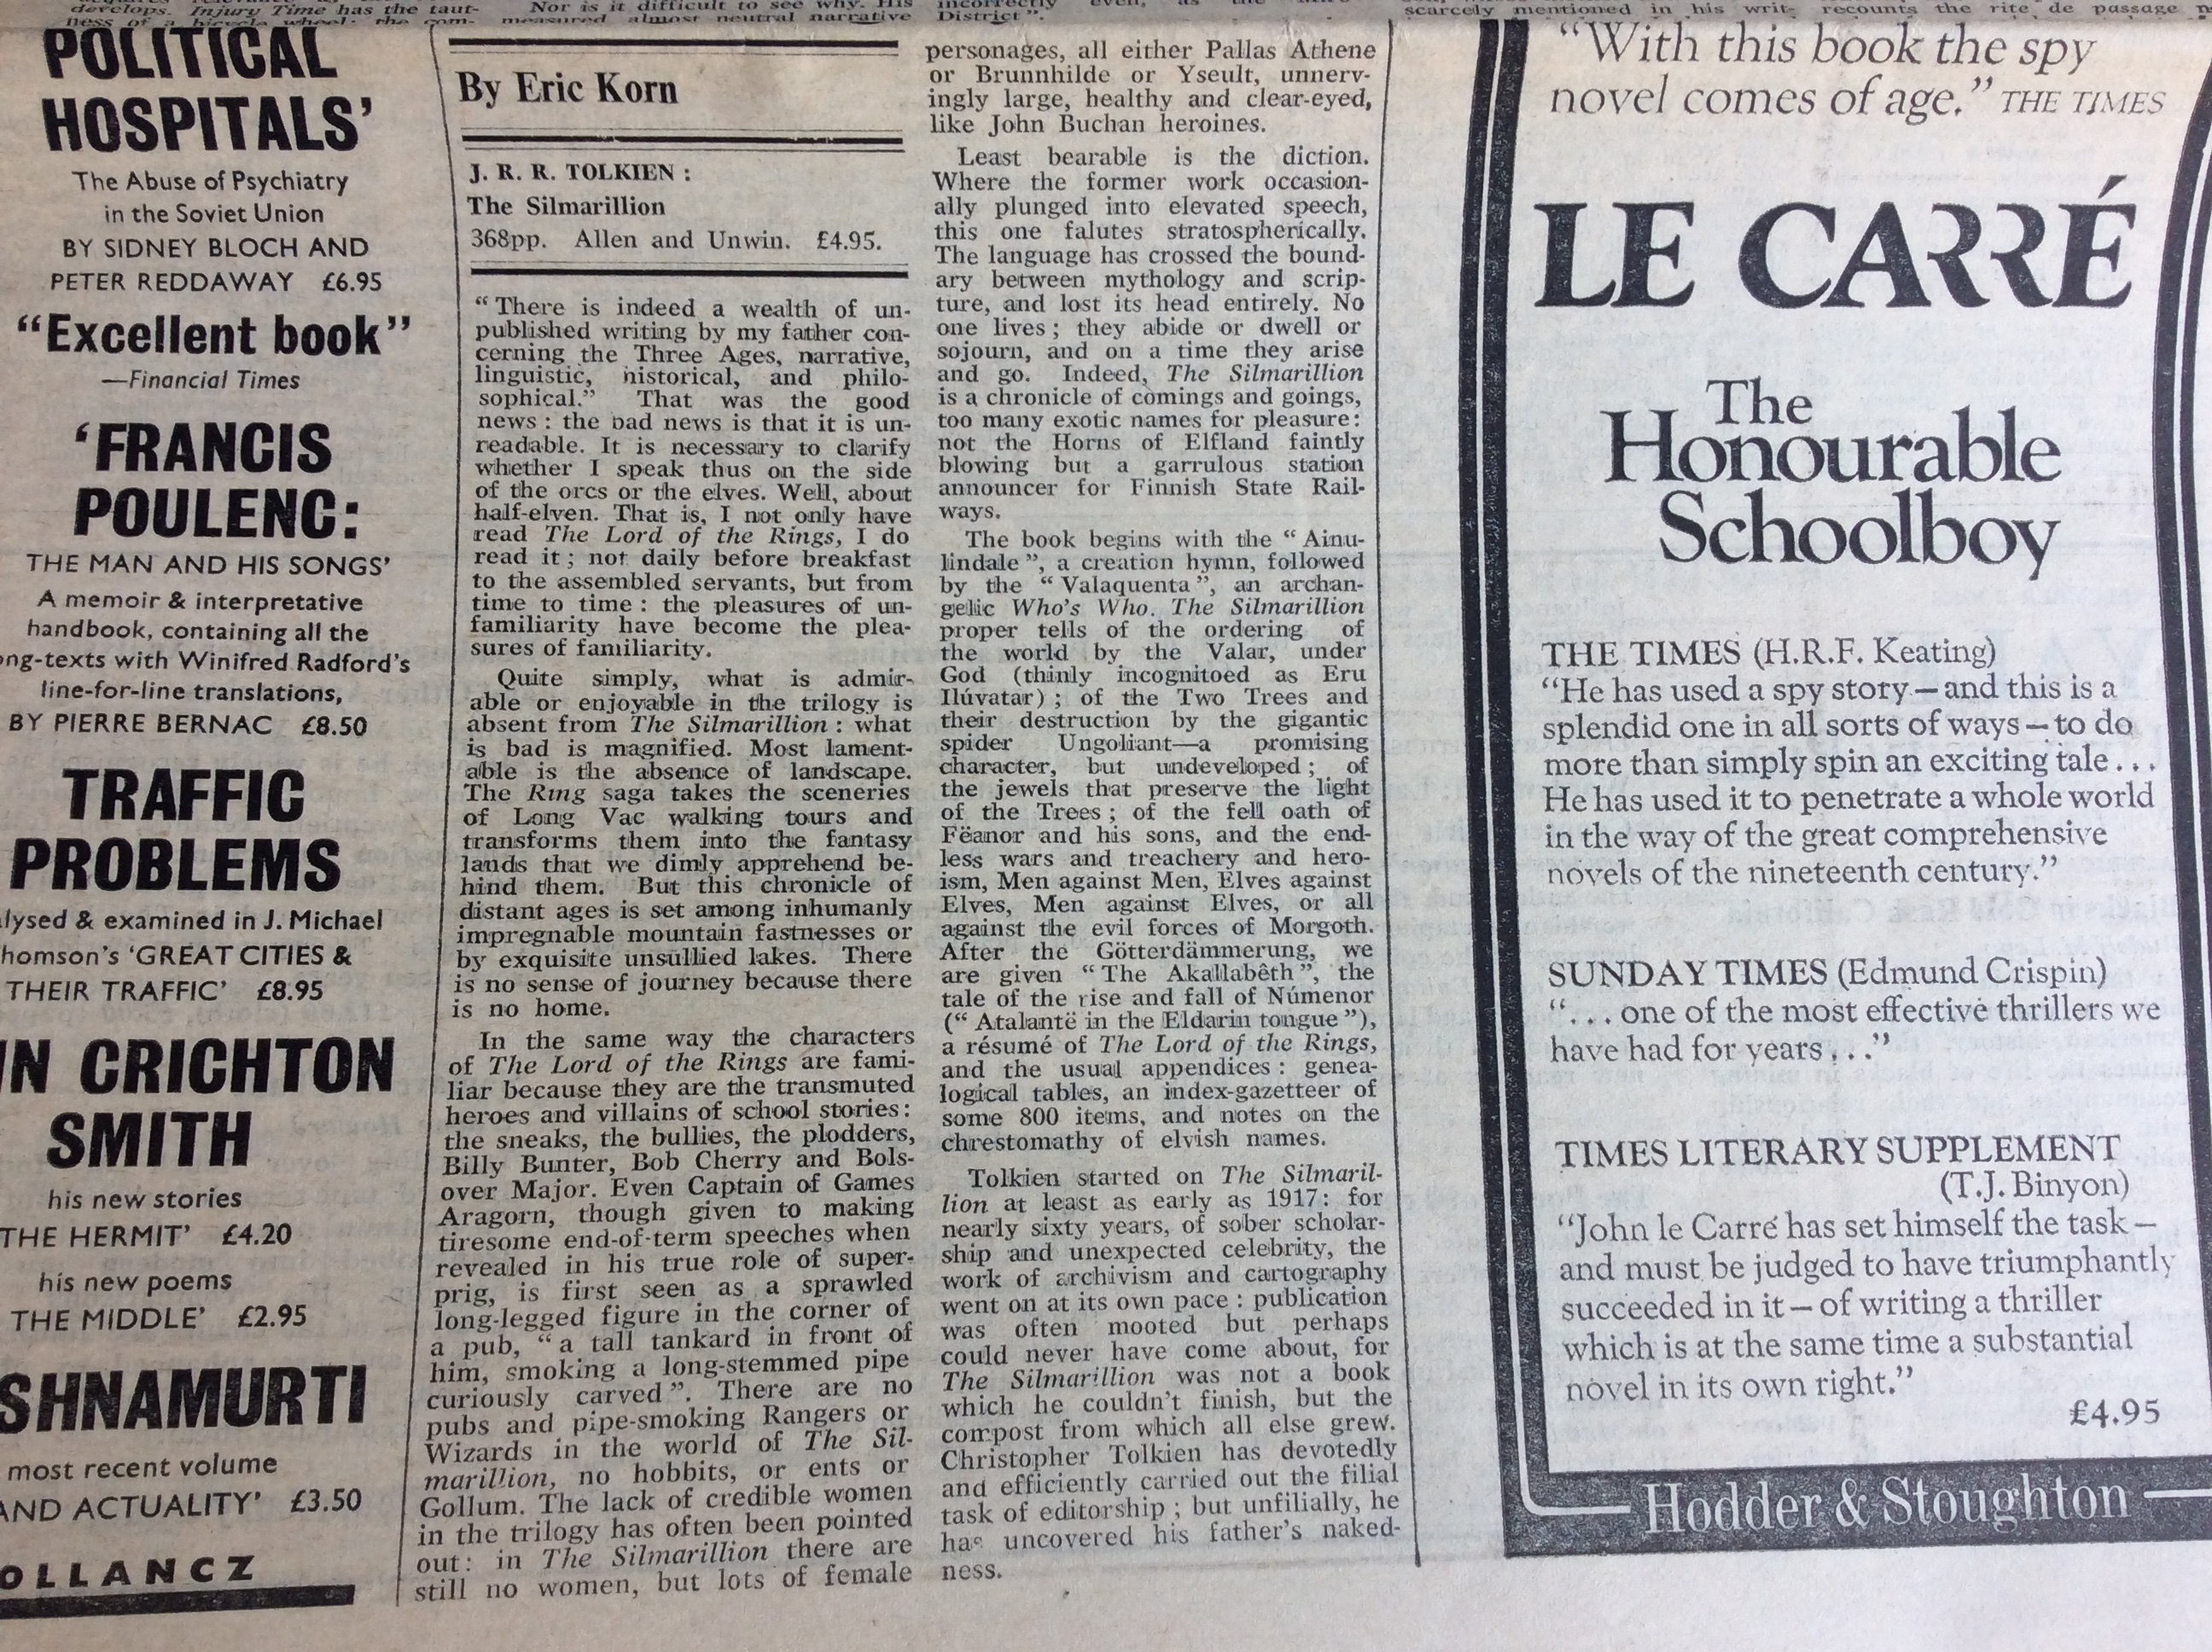 develops. Injury Time has the taut-
ness of a bicycle wheel: the com-
Nor is it difficult to see why. His
measured almost neutral narrative
incorrectly even, as the
District".
scarcely mentioned in his writ-
recounts the rite de passage
POLITICAL
HOSPITALS'
The Abuse of Psychiatry
in the Soviet Union
BY SIDNEY BLOCH AND
PETER REDDAWAY £6.95
"Excellent book"
—Financial Times
'FRANCIS
POULENC:
THE MAN AND HIS SONGS'
A memoir & interpretative
handbook, containing all the
ong-texts with Winifred Radford's
line-for-line translations,
BY PIERRE BERNAC £8.50
TRAFFIC
PROBLEMS
lysed & examined in J. Michael
homson's 'GREAT CITIES &
THEIR TRAFFIC' £8.95
IN CRICHTON
SMITH
his new stories
THE HERMIT' £4.20
his new poems
THE MIDDLE' £2.95
SHNAMURTI
most recent volume
AND ACTUALITY' £3.50
OLLANCZ
By Eric Korn
J. R. R. TOLKIEN :
The Silmarillion
368pp. Allen and Unwin. £4.95.
"There is indeed a wealth of un-
published writing by my father con-
cerning the Three Ages, narrative,
linguistic, historical, and philo-
sophical." That was the good
news : the bad news is that it is un-
readable. It is necessary to clarify
whether I speak thus on the side
of the orcs or the elves. Well, about
half-elven. That is, I not only have
read The Lord of the Rings, I do
read it ; not daily before breakfast
to the assembled servants, but from
time to time : the pleasures of un-
familiarity have become the plea-
sures of familiarity.
Quite simply, what is admir-
able or enjoyable in the trilogy is
absent from The Silmarillion : what
is bad is magnified. Most lament-
able is the absence of landscape.
The Ring saga takes the sceneries
of Long Vac walking tours and
transforms them into the fantasy
lands that we dimly apprehend be-
hind them. But this chronicle of
distant ages is set among inhumanly
impregnable mountain fastnesses or
by exquisite unsullied lakes. There
is no sense of journey because there
is no home.
In the same way the characters
of The Lord of the Rings are fami-
liar because they are the transmuted
heroes and villains of school stories :
the sneaks, the bullies, the plodders,
Billy Bunter, Bob Cherry and Bols-
over Major. Even Captain of Games
Aragorn, though given to making
tiresome end-of-term speeches when
revealed in his true role of super-
prig, is first seen as a sprawled
long-legged figure in the corner of
a pub, "a tall tankard in front of
him, smoking a long-stemmed pipe
curiously carved". There are no
pubs and pipe-smoking Rangers or
Wizards in the world of The Sil-
marillion, no hobbits, or ents or
Gollum. The lack of credible women
in the trilogy has often been pointed
out: in The Silmarillion there are
still no women, but lots of female
personages, all either Pallas Athene
or Brunnhilde or Yseult, unnerv-
ingly large, healthy and clear-eyed,
like John Buchan heroines.
Least bearable is the diction.
Where the former work occasion-
ally plunged into elevated speech,
this one falutes stratospherically.
The language has crossed the bound-
ary between mythology and scrip-
ture, and lost its head entirely. No
one lives ; they abide or dwell or
sojourn, and on a time they arise
and go. Indeed, The Silmarillion
is a chronicle of comings and goings,
too many exotic names for pleasure:
not the Horns of Elfland faintly
blowing but a garrulous station
announcer for Finnish State Rail-
ways.
The book begins with the "Ainu-
lindale", a creation hymn, followed
by the "Valaquenta", an archan-
gelic Who's Who. The Silmarillion
proper tells of the ordering of
the world by the Valar, under
God (thinly incognitoed as Eru
Ilúvatar) ; of the Two Trees and
their destruction by the gigantic
spider Ungoliant—a promising
character, but undeveloped ; of
the jewels that preserve the light
of the Trees ; of the fell oath of
Fëanor and his sons, and the end-
less wars and treachery and hero-
ism, Men against Men, Elves against
Elves, Men against Elves, or all
against the evil forces of Morgoth.
After the Götterdämmerung, we
are given "The Akallabêth", the
tale of the rise and fall of Númenor
("Atalantë in the Eldarin tongue"),
a résumé of The Lord of the Rings,
and the usual appendices : genea-
logical tables, an index-gazetteer of
some 800 items, and notes on the
chrestomathy of elvish names.
Tolkien started on The Silmaril-
lion at least as early as 1917: for
nearly sixty years, of sober scholar-
ship and unexpected celebrity, the
work of archivism and cartography
went on at its own pace : publication
was often mooted but perhaps
could never have come about, for
The Silmarillion was not a book
which he couldn't finish, but the
compost from which all else grew.
Christopher Tolkien has devotedly
and efficiently carried out the filial
task of editorship ; but unfilially, he
has uncovered his father's naked-
ness.
"With this book the spy
novel comes of age." THE TIMES
LE CARRÉ
The
Honourable
Schoolboy
THE TIMES (H.R.F. Keating)
"He has used a spy story – and this is a
splendid one in all sorts of ways – to do
more than simply spin an exciting tale . . .
He has used it to penetrate a whole world
in the way of the great comprehensive
novels of the nineteenth century."
SUNDAY TIMES (Edmund Crispin)
". . . one of the most effective thrillers we
have had for years . . ."
TIMES LITERARY SUPPLEMENT
(T.J. Binyon)
"John le Carré has set himself the task –
and must be judged to have triumphantly
succeeded in it – of writing a thriller
which is at the same time a substantial
novel in its own right."
£4.95
Hodder & Stoughton